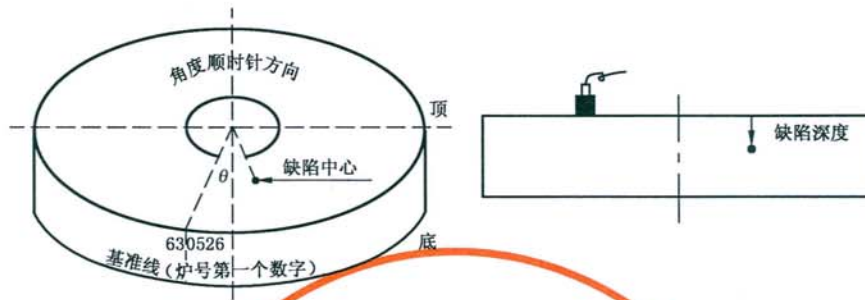 角度顺时针方向
顶
缺陷中心
θ
630526
基准线(炉号第一个数字)
底
缺陷深度